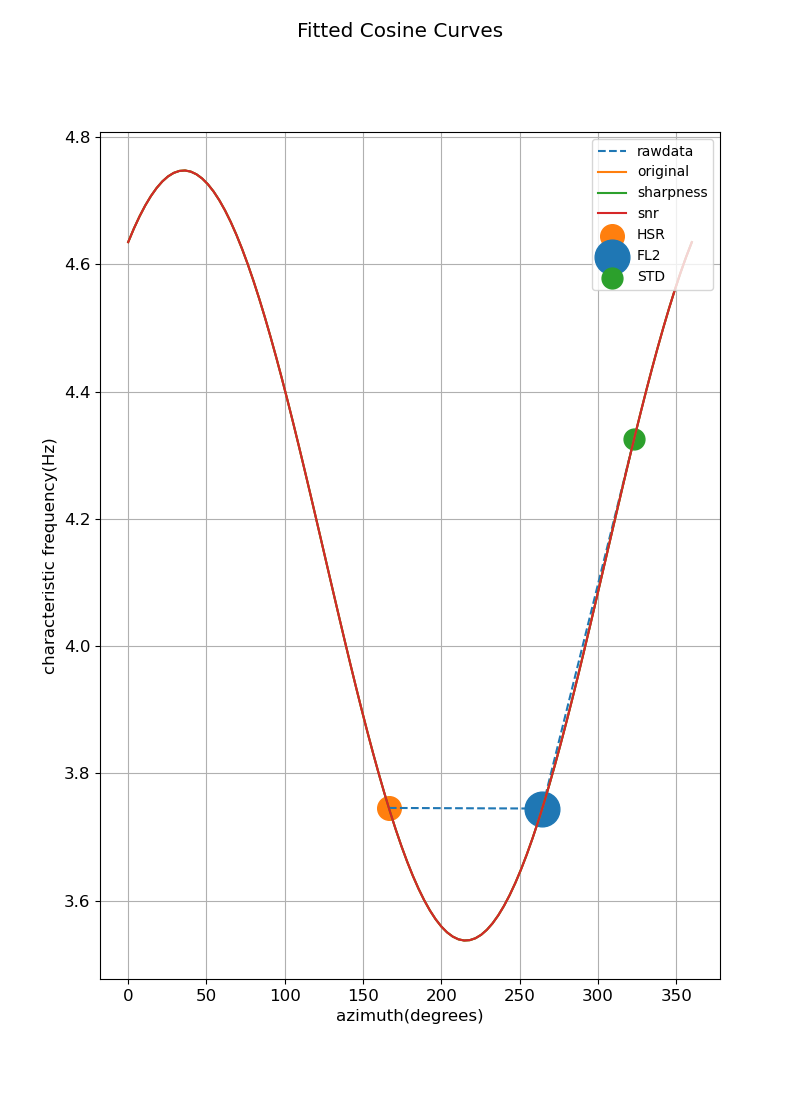 Fitted Cosine Curves
rawdata
original
sharpness
snr
HSR
FL2
STD
4.8
4.6
4.4
4.2
4.0
3.8
3.6
characteristic frequency(Hz)
0 50 100 150 200 250 300 350
azimuth(degrees)